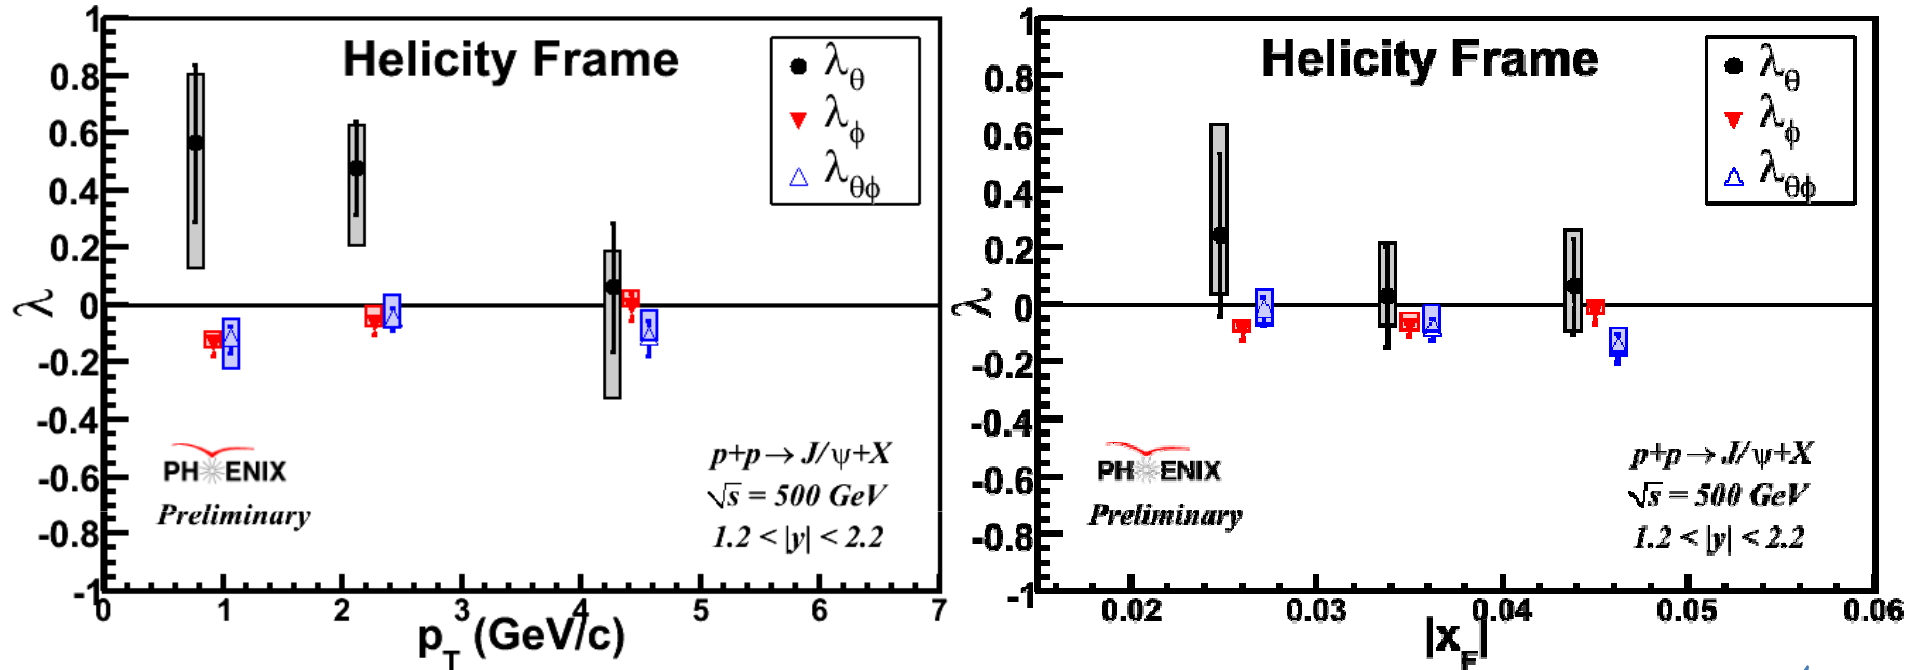 Helicity Frame
λθ
λφ
λθφ
1
0.8
0.6
0.4
0.2
0
-0.2
-0.4
-0.6
-0.8
-1
λ
PHENIX
Preliminary
p+p → J/ψ+X
√s = 500 GeV
1.2 < |y| < 2.2
0 1 2 3 4 5 6 7
pT (GeV/c)
Helicity Frame
λθ
λφ
λθφ
1
0.8
0.6
0.4
0.2
0
-0.2
-0.4
-0.6
-0.8
-1
λ
PHENIX
Preliminary
p+p → J/ψ+X
√s = 500 GeV
1.2 < |y| < 2.2
0.02 0.03 0.04 0.05 0.06
|xF|